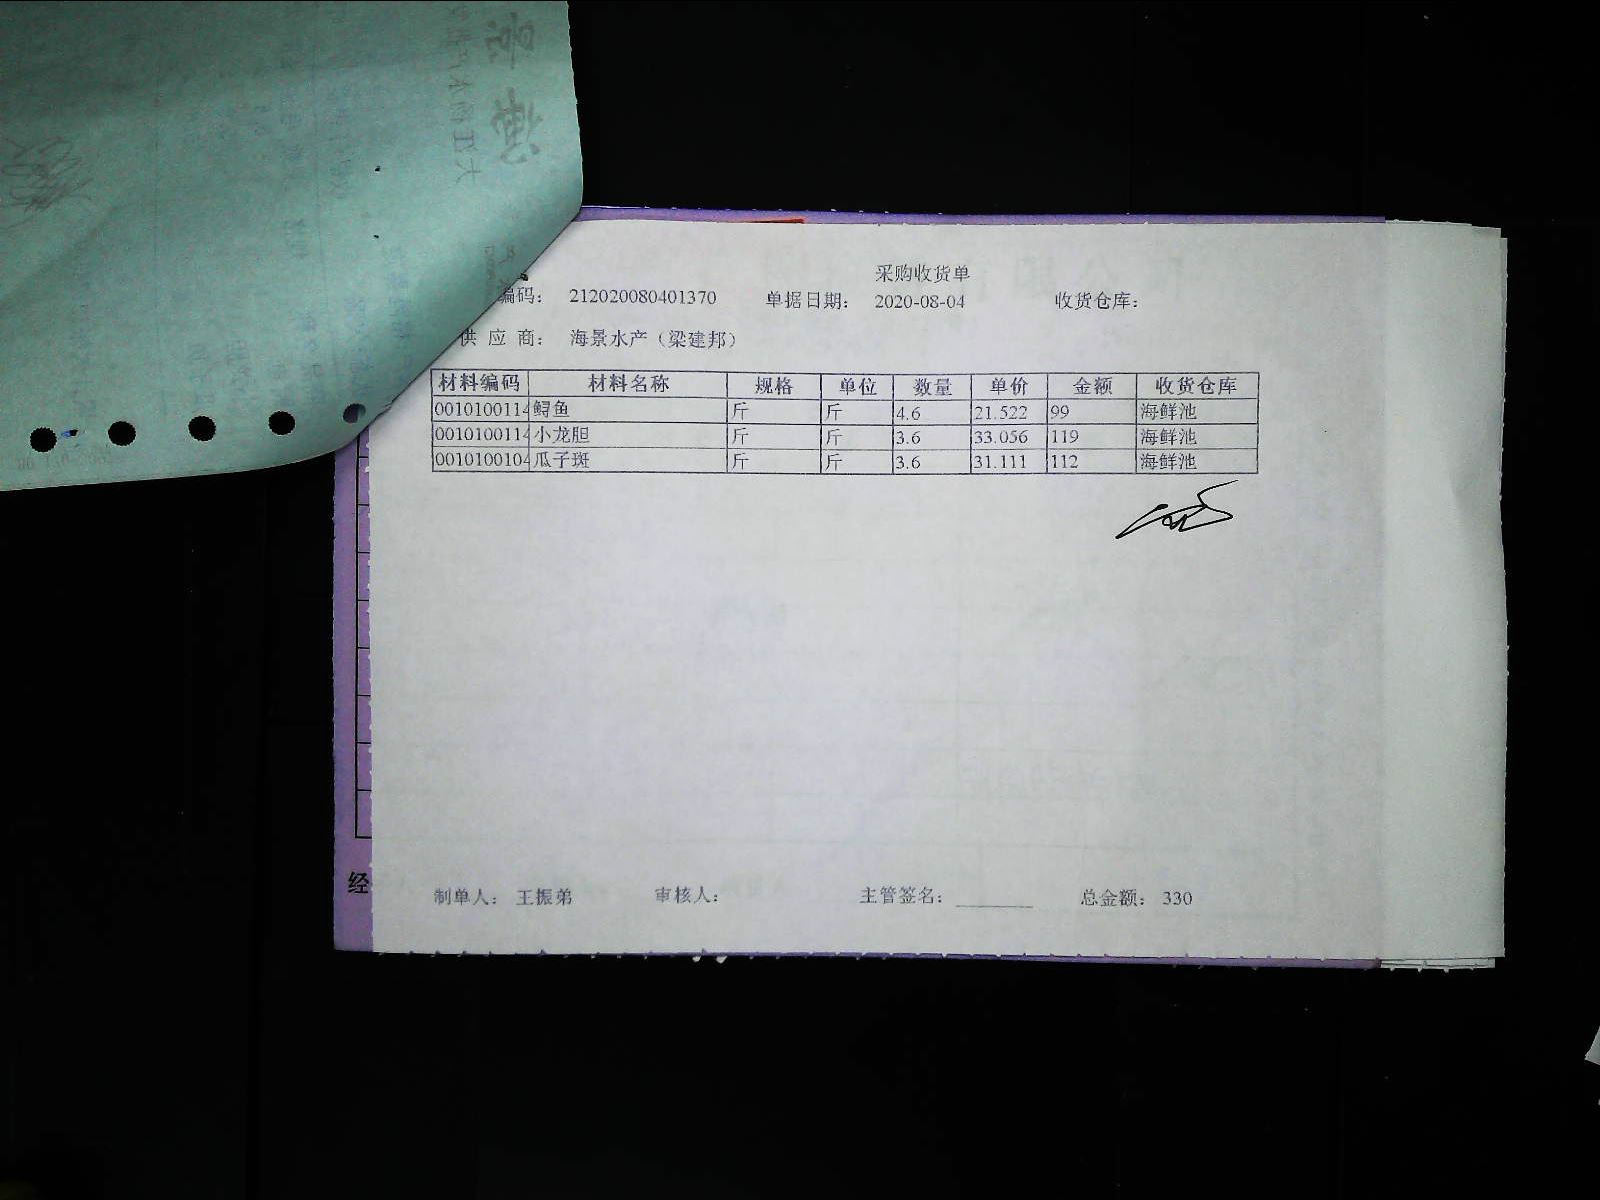 采购收货单
编码： 212020080401370 单据日期： 2020-08-04 收货仓库：
供 应 商： 海景水产（梁建邦）
材料编码 材料名称 规格 单位 数量 单价 金额 收货仓库
0010100114 鲟鱼 斤 斤 4.6 21.522 99 海鲜池
0010100114 小龙胆 斤 斤 3.6 33.056 119 海鲜池
0010100104 瓜子斑 斤 斤 3.6 31.111 112 海鲜池
经
制单人： 王振弟 审核人： 主管签名： 总金额： 330